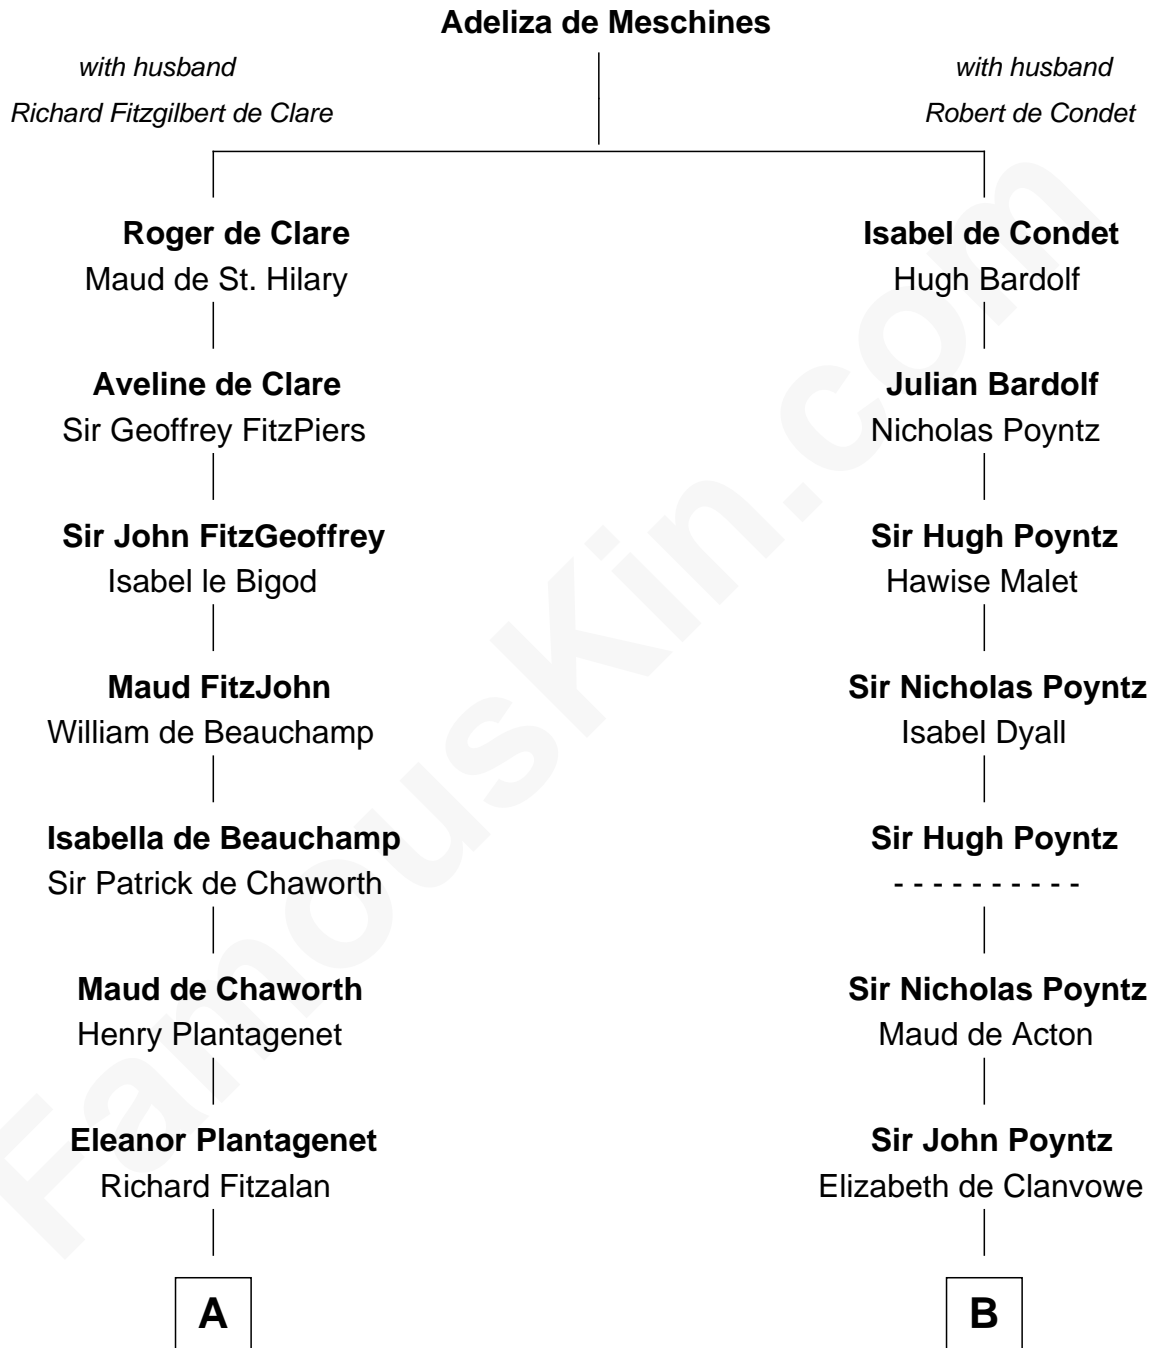 Adeliza de Meschines
with husband
Richard Fitzgilbert de Clare
with husband
Robert de Condet
Roger de Clare
Maud de St. Hilary
Isabel de Condet
Hugh Bardolf
Aveline de Clare
Sir Geoffrey FitzPiers
Julian Bardolf
Nicholas Poyntz
Sir John FitzGeoffrey
Isabel le Bigod
Sir Hugh Poyntz
Hawise Malet
Maud FitzJohn
William de Beauchamp
Sir Nicholas Poyntz
Isabel Dyall
Isabella de Beauchamp
Sir Patrick de Chaworth
Sir Hugh Poyntz
- - - - - - - - - -
Maud de Chaworth
Henry Plantagenet
Sir Nicholas Poyntz
Maud de Acton
Eleanor Plantagenet
Richard Fitzalan
Sir John Poyntz
Elizabeth de Clanvowe
A
B
FamousKin.com